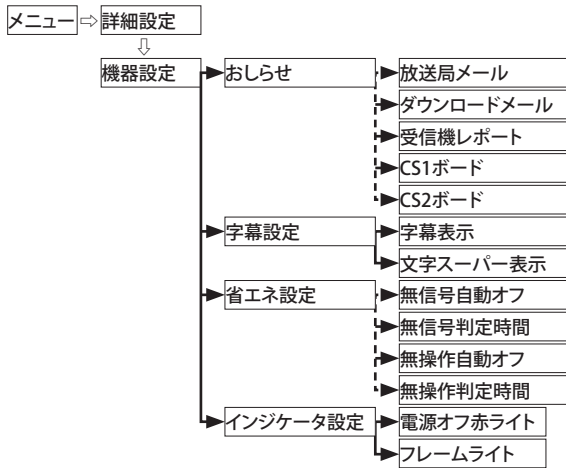 メニュー⇨詳細設定
機器設定
おしらせ
放送局メール
ダウンロードメール
受信機レポート
CS1ボード
CS2ボード
字幕設定
字幕表示
文字スーパー表示
省エネ設定
無信号自動オフ
無信号判定時間
無操作自動オフ
無操作判定時間
インジケータ設定
電源オフ赤ライト
フレームライト